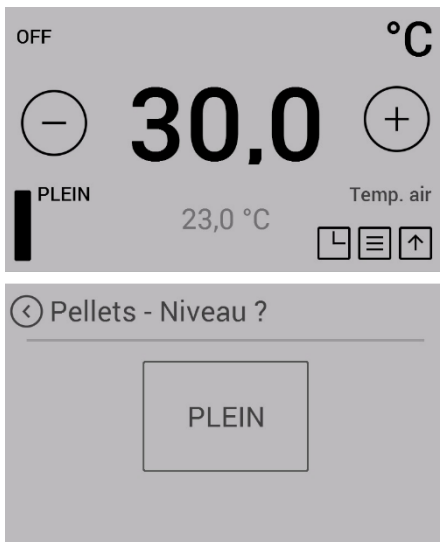 OFF
°C
30,0
PLEIN
Temp. air
23,0 °C
Pellets - Niveau ?
PLEIN